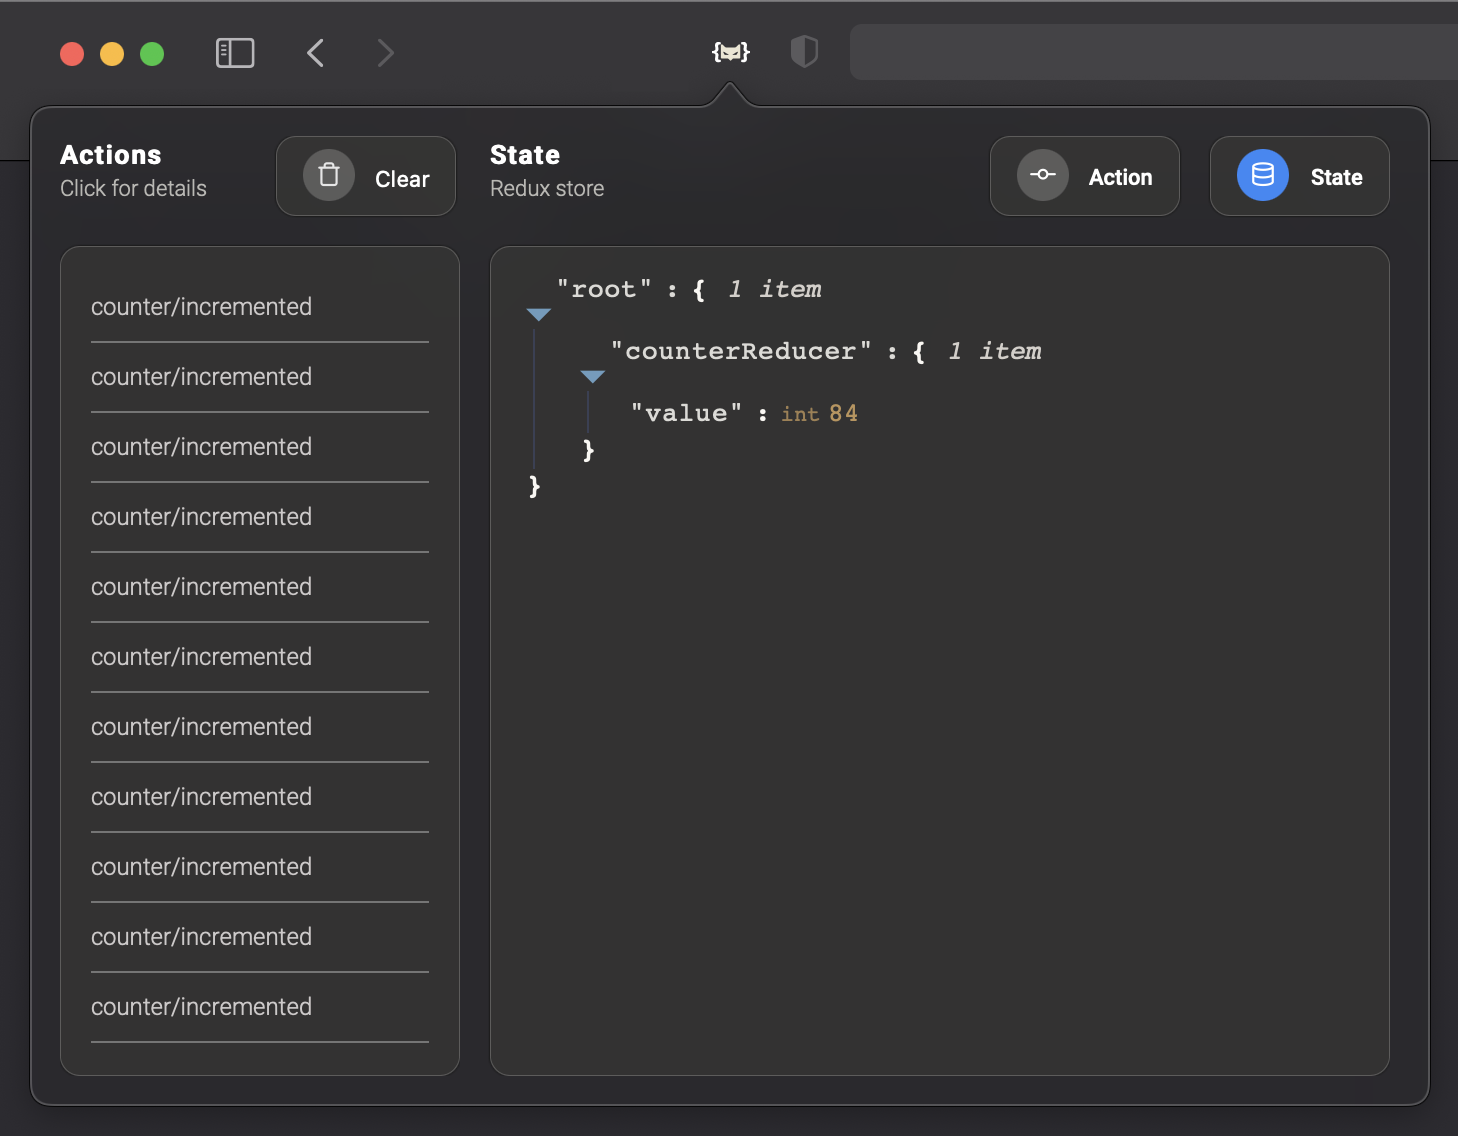 Actions
Click for details
Clear
State
Redux store
Action
State
counter/incremented
counter/incremented
counter/incremented
counter/incremented
counter/incremented
counter/incremented
counter/incremented
counter/incremented
counter/incremented
counter/incremented
counter/incremented
"root" : { 1 item
"counterReducer" : { 1 item
"value" : int 84
}
}